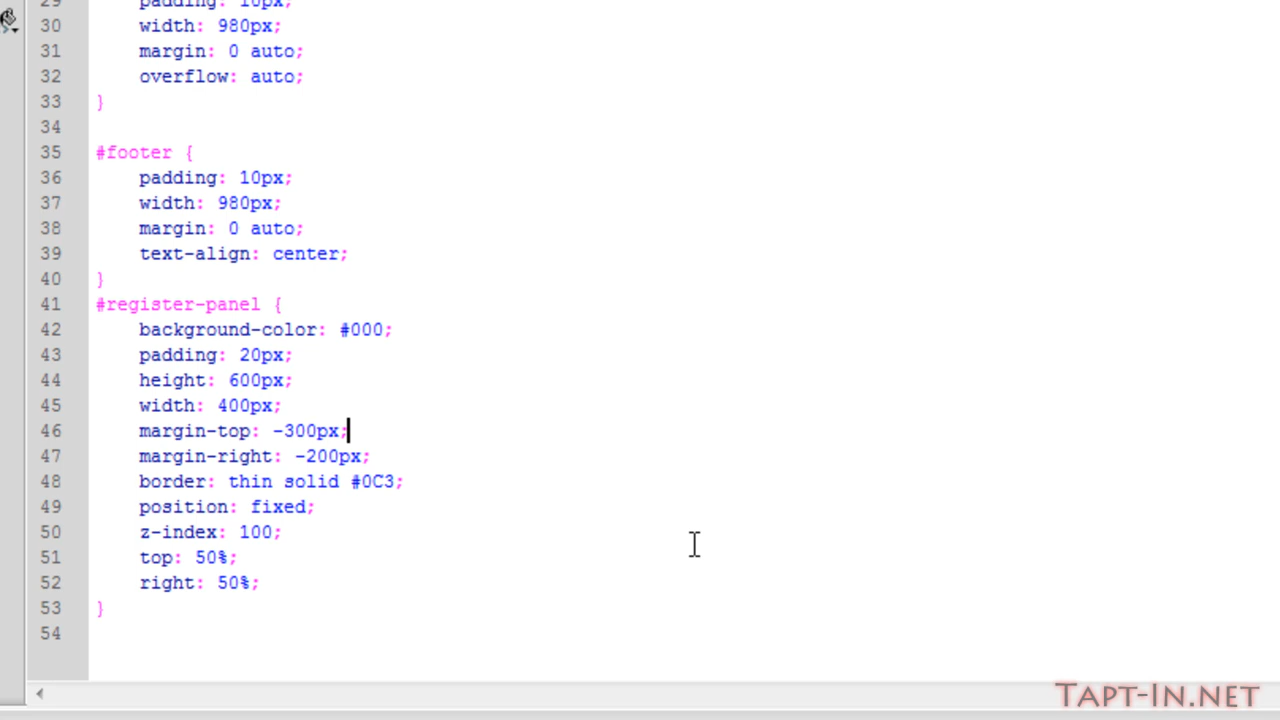 29 padding: 10px;
30 width: 980px;
31 margin: 0 auto;
32 overflow: auto;
33 }
34
35 #footer {
36 padding: 10px;
37 width: 980px;
38 margin: 0 auto;
39 text-align: center;
40 }
41 #register-panel {
42 background-color: #000;
43 padding: 20px;
44 height: 600px;
45 width: 400px;
46 margin-top: -300px;
47 margin-right: -200px;
48 border: thin solid #0C3;
49 position: fixed;
50 z-index: 100;
51 top: 50%;
52 right: 50%;
53 }
54
TAPT-IN.NET